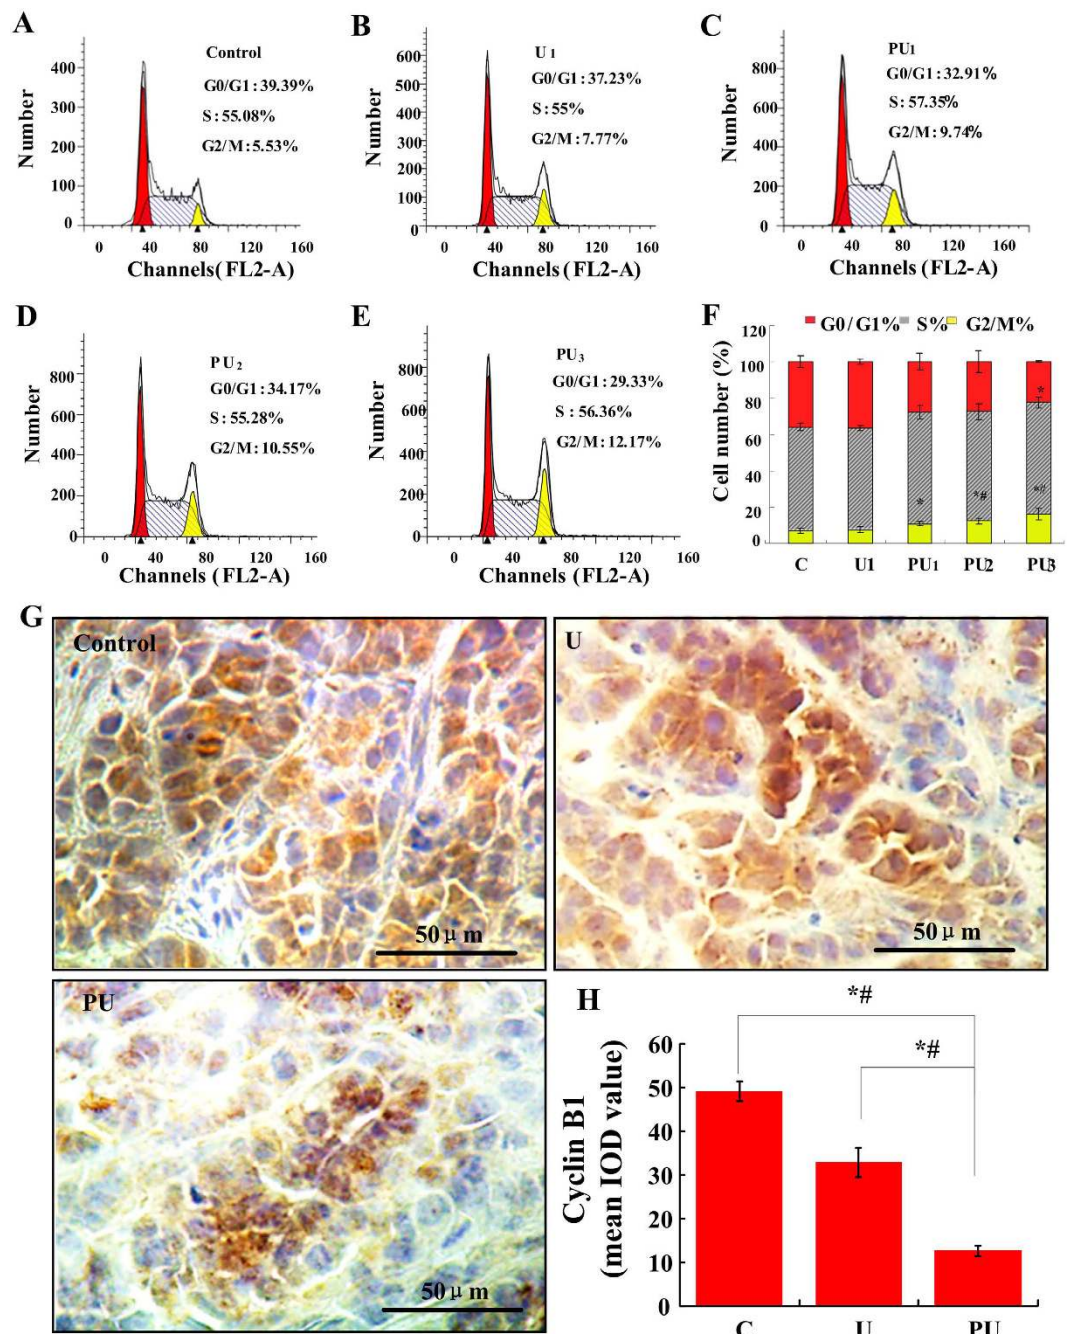 A
Control
G0/G1:39.39%
S:55.08%
G2/M:5.53%
Number
400
300
200
100
0
0 40 80 120 160
Channels(FL2-A)
B
U1
G0/G1:37.23%
S:55%
G2/M:7.77%
Number
600
500
400
300
200
100
0
0 40 80 120 160
Channels(FL2-A)
C
PU1
G0/G1:32.91%
S:57.35%
G2/M:9.74%
Number
800
600
400
200
0
0 40 80 120 160
Channels(FL2-A)
D
PU2
G0/G1:34.17%
S:55.28%
G2/M:10.55%
Number
800
600
400
200
0
0 40 80 120 160
Channels(FL2-A)
E
PU3
G0/G1:29.33%
S:56.36%
G2/M:12.17%
Number
800
600
400
200
0
0 40 80 120 160
Channels(FL2-A)
F
G0/G1% S% G2/M%
Cell number (%)
120
100
80
60
40
20
0
*
* *# *#
C U1 PU1 PU2 PU3
G
Control
50μm
U
50μm
PU
50μm
H
*#
*#
Cyclin B1
(mean IOD value)
60
50
40
30
20
10
0
C U PU